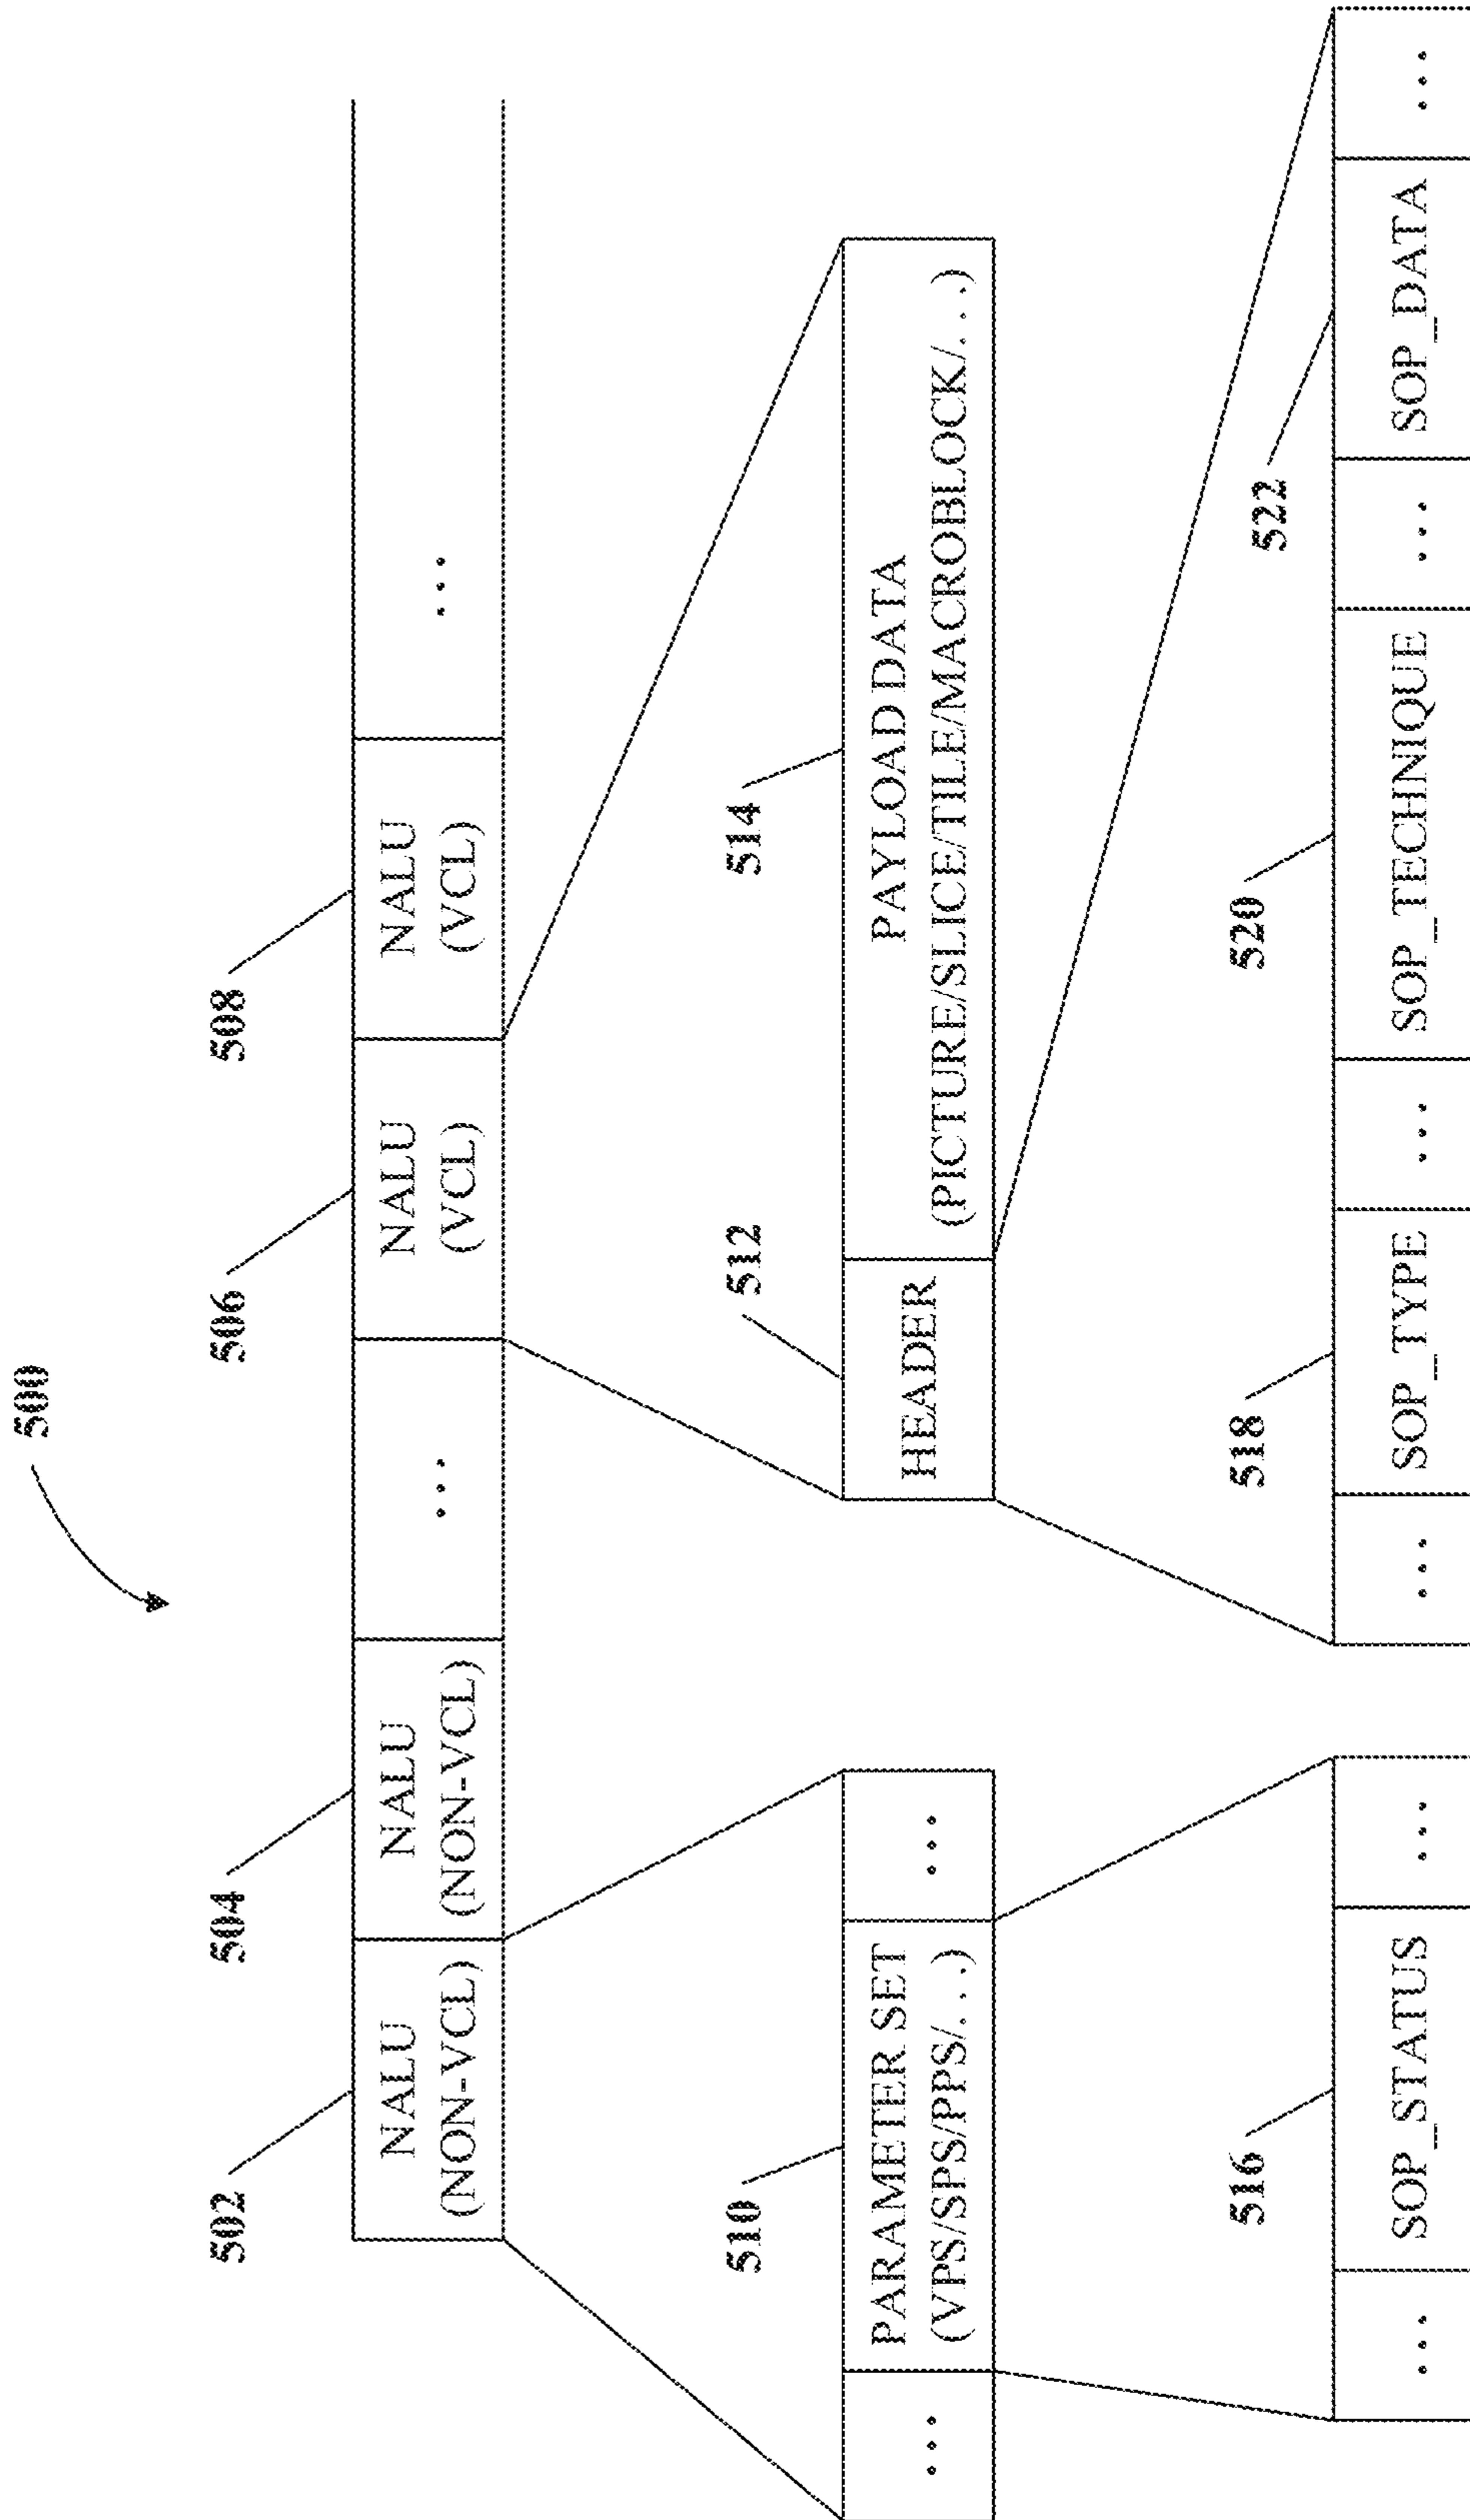 500
502
504
506
508
NALU
(NON-VCL)
NALU
(NON-VCL)
...
NALU
(VCL)
NALU
(VCL)
...
510
512
514
...
PARAMETER SET
(VPS/SPS/PPS/...)
...
HEADER
PAYLOAD DATA
(PICTURE/SLICE/TILE/MACROBLOCK/...)
516
518
520
522
...
SOP_STATUS
...
...
SOP_TYPE
...
SOP_TECHNIQUE
...
SOP_DATA
...